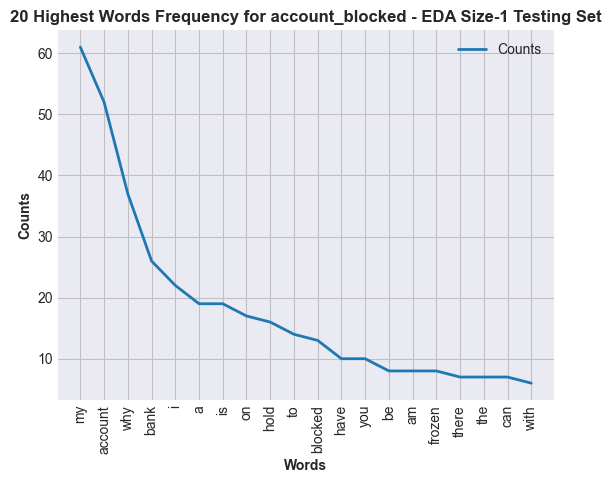 20 Highest Words Frequency for account_blocked - EDA Size-1 Testing Set
Counts
60
50
40
30
20
10
Counts
my
account
why
bank
i
a
is
on
hold
to
blocked
have
you
be
am
frozen
there
the
can
with
Words